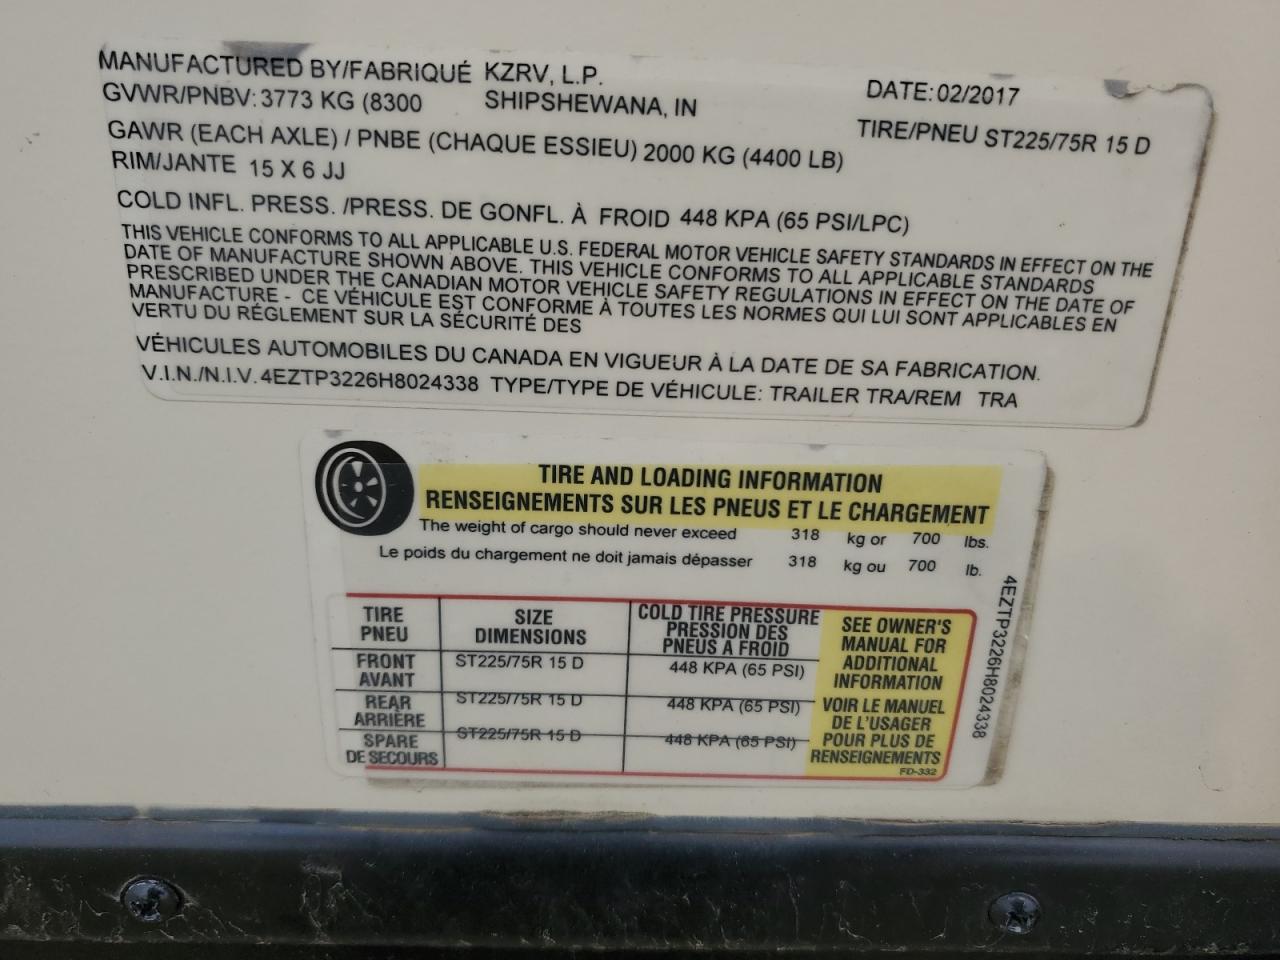 MANUFACTURED BY/FABRIQUÉ KZRV, L.P. DATE: 02/2017
GVWR/PNBV: 3773 KG (8300 SHIPSHEWANA, IN
TIRE/PNEU ST225/75R 15 D
GAWR (EACH AXLE) / PNBE (CHAQUE ESSIEU) 2000 KG (4400 LB)
RIM/JANTE 15 X 6 JJ
COLD INFL. PRESS. /PRESS. DE GONFL. À FROID 448 KPA (65 PSI/LPC)
THIS VEHICLE CONFORMS TO ALL APPLICABLE U.S. FEDERAL MOTOR VEHICLE SAFETY STANDARDS IN EFFECT ON THE
DATE OF MANUFACTURE SHOWN ABOVE. THIS VEHICLE CONFORMS TO ALL APPLICABLE STANDARDS
PRESCRIBED UNDER THE CANADIAN MOTOR VEHICLE SAFETY REGULATIONS IN EFFECT ON THE DATE OF
MANUFACTURE - CE VÉHICULE EST CONFORME À TOUTES LES NORMES QUI LUI SONT APPLICABLES EN
VERTU DU RÉGLEMENT SUR LA SÉCURITÉ DES
VÉHICULES AUTOMOBILES DU CANADA EN VIGUEUR À LA DATE DE SA FABRICATION.
V.I.N./N.I.V. 4EZTP3226H8024338 TYPE/TYPE DE VÉHICULE: TRAILER TRA/REM TRA
TIRE AND LOADING INFORMATION
RENSEIGNEMENTS SUR LES PNEUS ET LE CHARGEMENT
The weight of cargo should never exceed 318 kg or 700 lbs.
Le poids du chargement ne doit jamais dépasser 318 kg ou 700 lb.
TIRE
PNEU
SIZE
DIMENSIONS
COLD TIRE PRESSURE
PRESSION DES
PNEUS A FROID
FRONT
AVANT
ST225/75R 15 D
448 KPA (65 PSI)
REAR
ARRIÈRE
ST225/75R 15 D
448 KPA (65 PSI)
SPARE
DE SECOURS
ST225/75R 15 D
448 KPA (65 PSI)
SEE OWNER'S
MANUAL FOR
ADDITIONAL
INFORMATION
VOIR LE MANUEL
DE L'USAGER
POUR PLUS DE
RENSEIGNEMENTS
FD-332
4EZTP3226H8024338